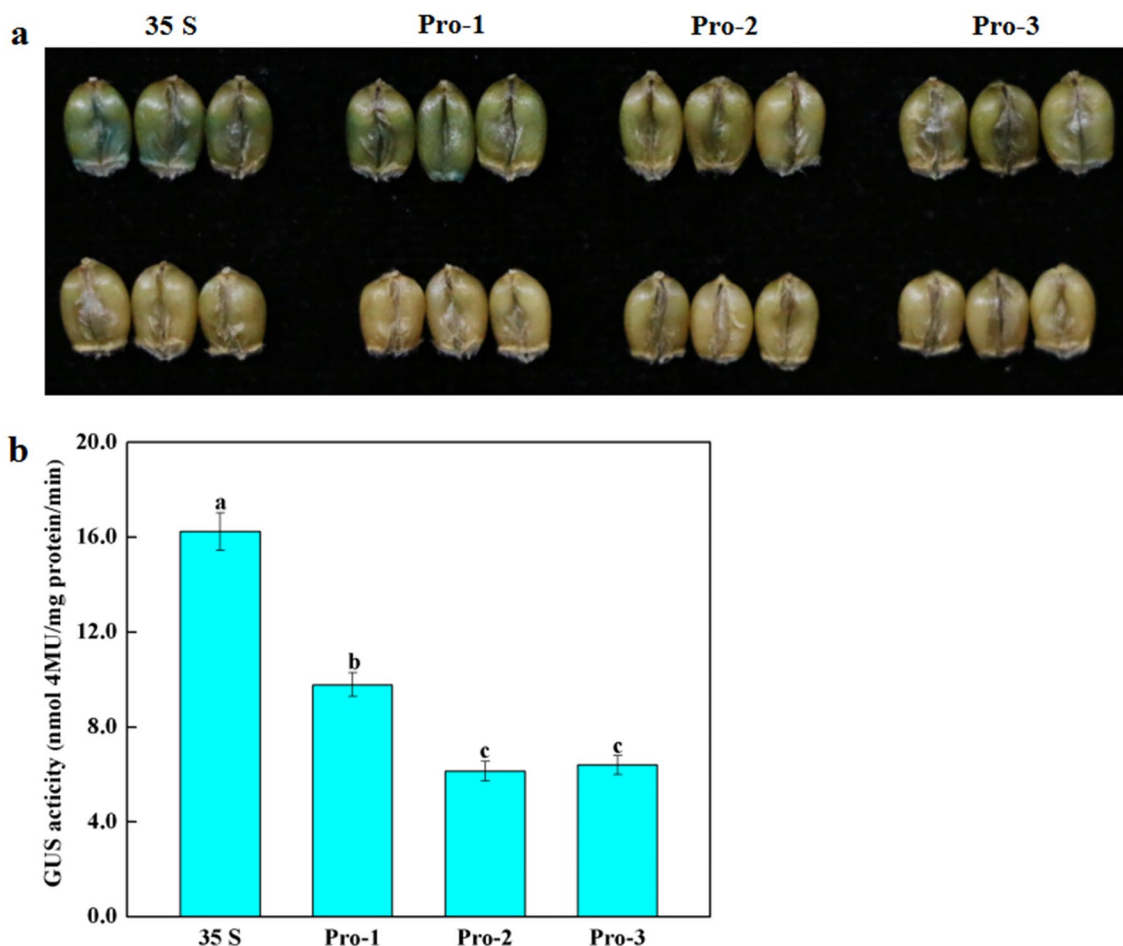 a
35 S Pro-1 Pro-2 Pro-3
b
GUS acticity (nmol 4MU/mg protein/min)
20.0
16.0
12.0
8.0
4.0
0.0
a
b
c
c
35 S Pro-1 Pro-2 Pro-3